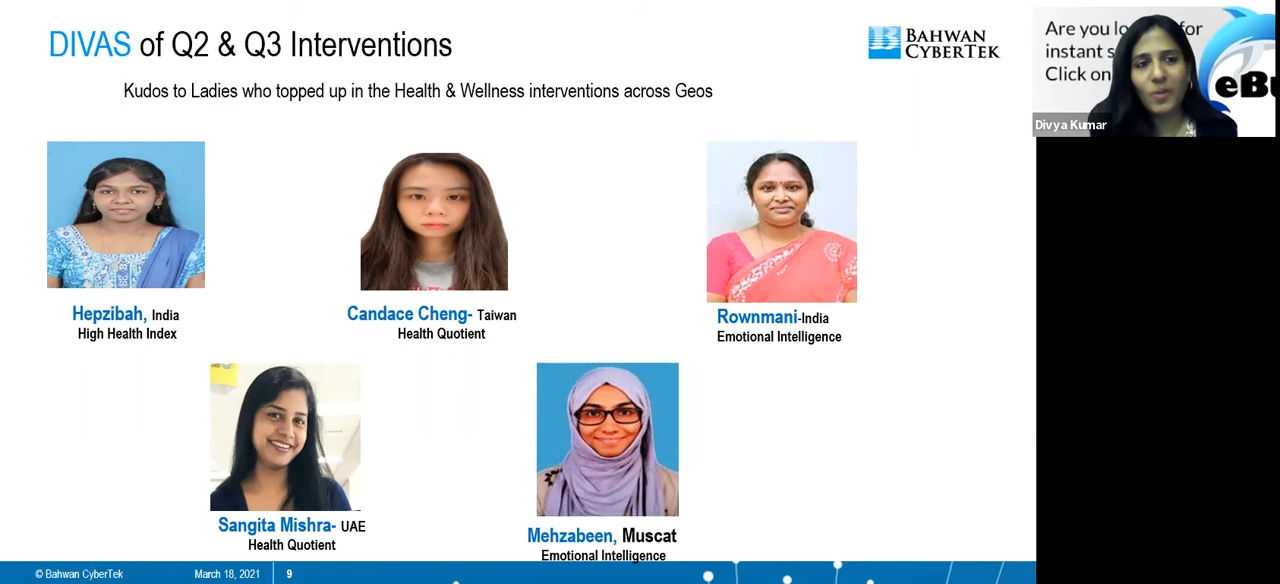 DIVAS of Q2 & Q3 Interventions
BAHWAN
CYBERTEK
Kudos to Ladies who topped up in the Health & Wellness interventions across Geos
Are you lo for
instant s
Click on
eBu
Divya Kumar
Hepzibah, India
High Health Index
Candace Cheng- Taiwan
Health Quotient
Rownmani-India
Emotional Intelligence
Sangita Mishra- UAE
Health Quotient
Mehzabeen, Muscat
Emotional Intelligence
© Bahwan CyberTek
March 18, 2021
9